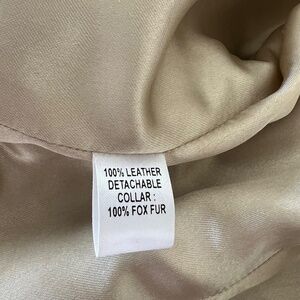 100% LEATHER
DETACHABLE
COLLAR :
100% FOX FUR